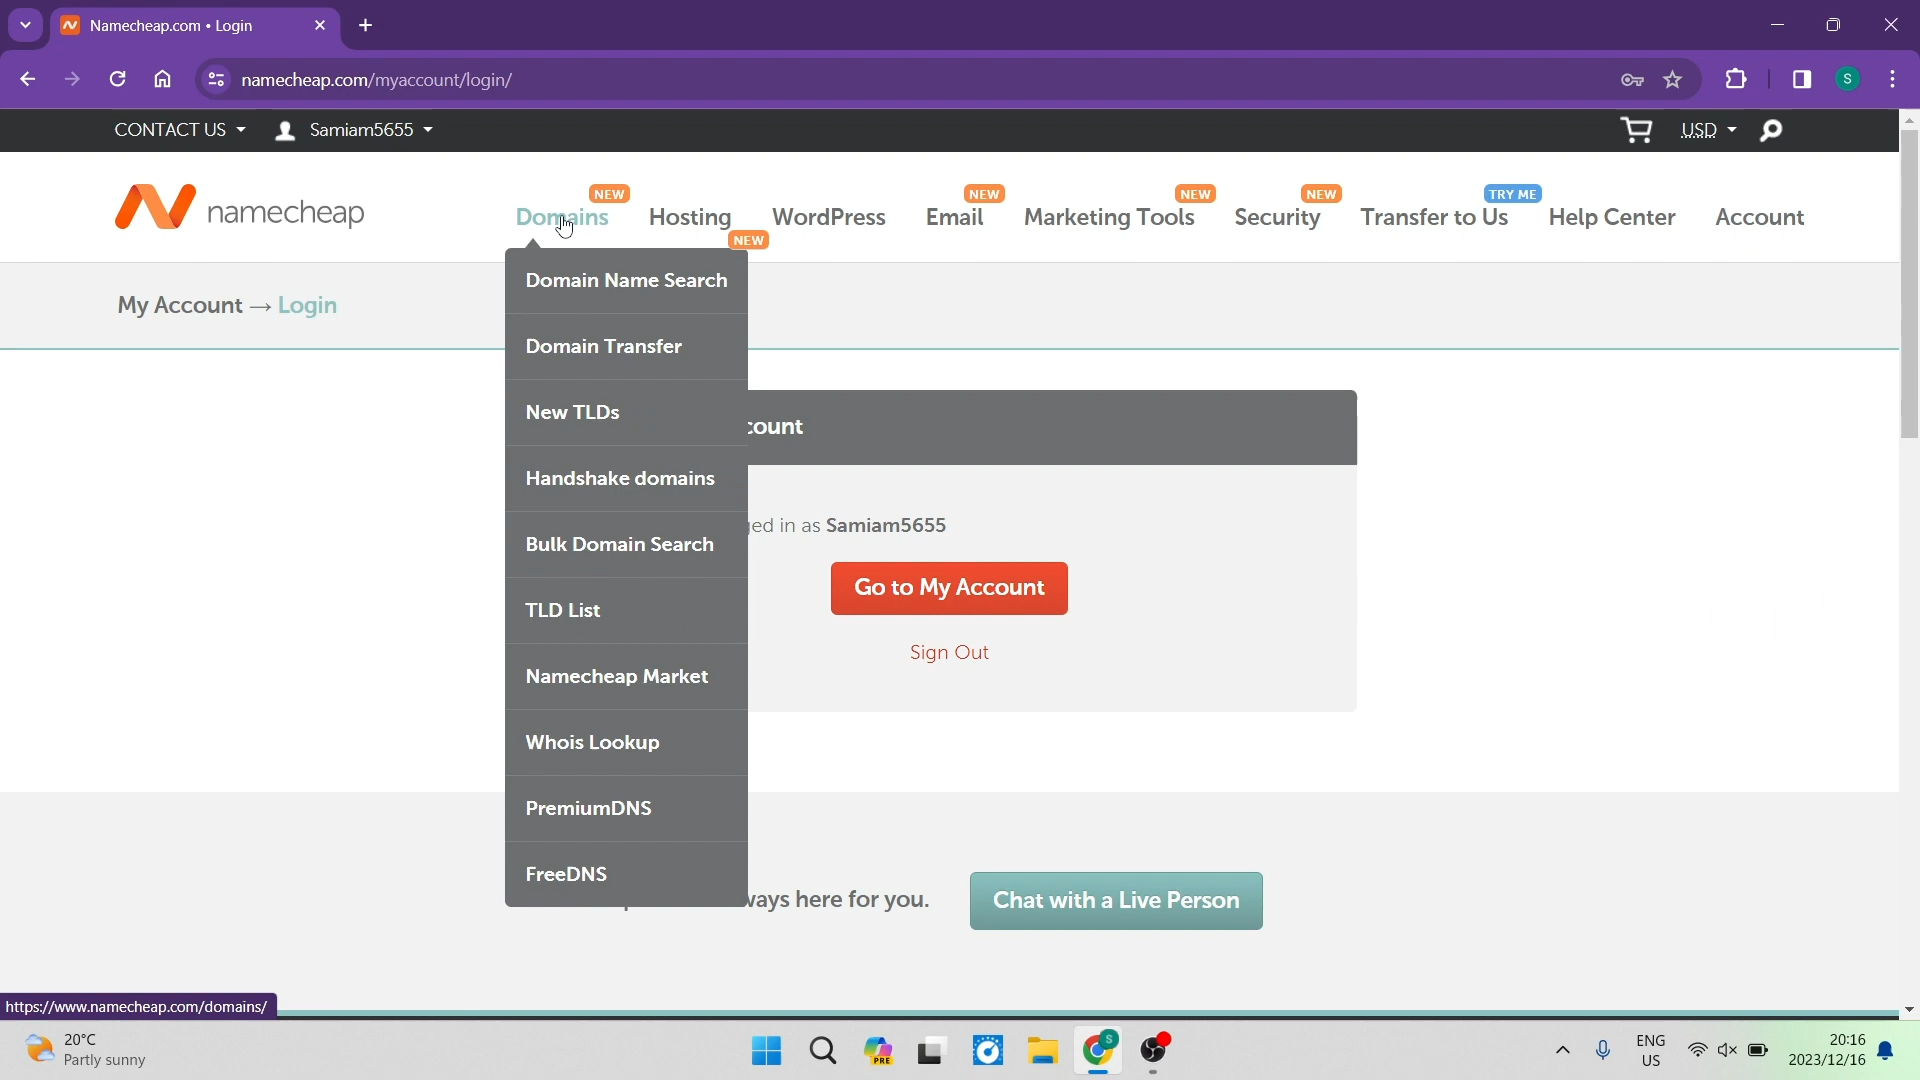 Namecheap.com • Login
namecheap.com/myaccount/login/
S
CONTACT US
Samiam5655
USD
namecheap
NEW
NEW
NEW
NEW
TRY ME
Domains
Hosting
WordPress
Email
Marketing Tools
Security
Transfer to Us
Help Center
Account
NEW
Domain Name Search
My Account → Login
Domain Transfer
New TLDs
count
Handshake domains
ged in as Samiam5655
Bulk Domain Search
Go to My Account
TLD List
Sign Out
Namecheap Market
Whois Lookup
PremiumDNS
FreeDNS
ways here for you.
Chat with a Live Person
https://www.namecheap.com/domains/
20°C
Partly sunny
PRE
S
ENG
US
20:16
2023/12/16